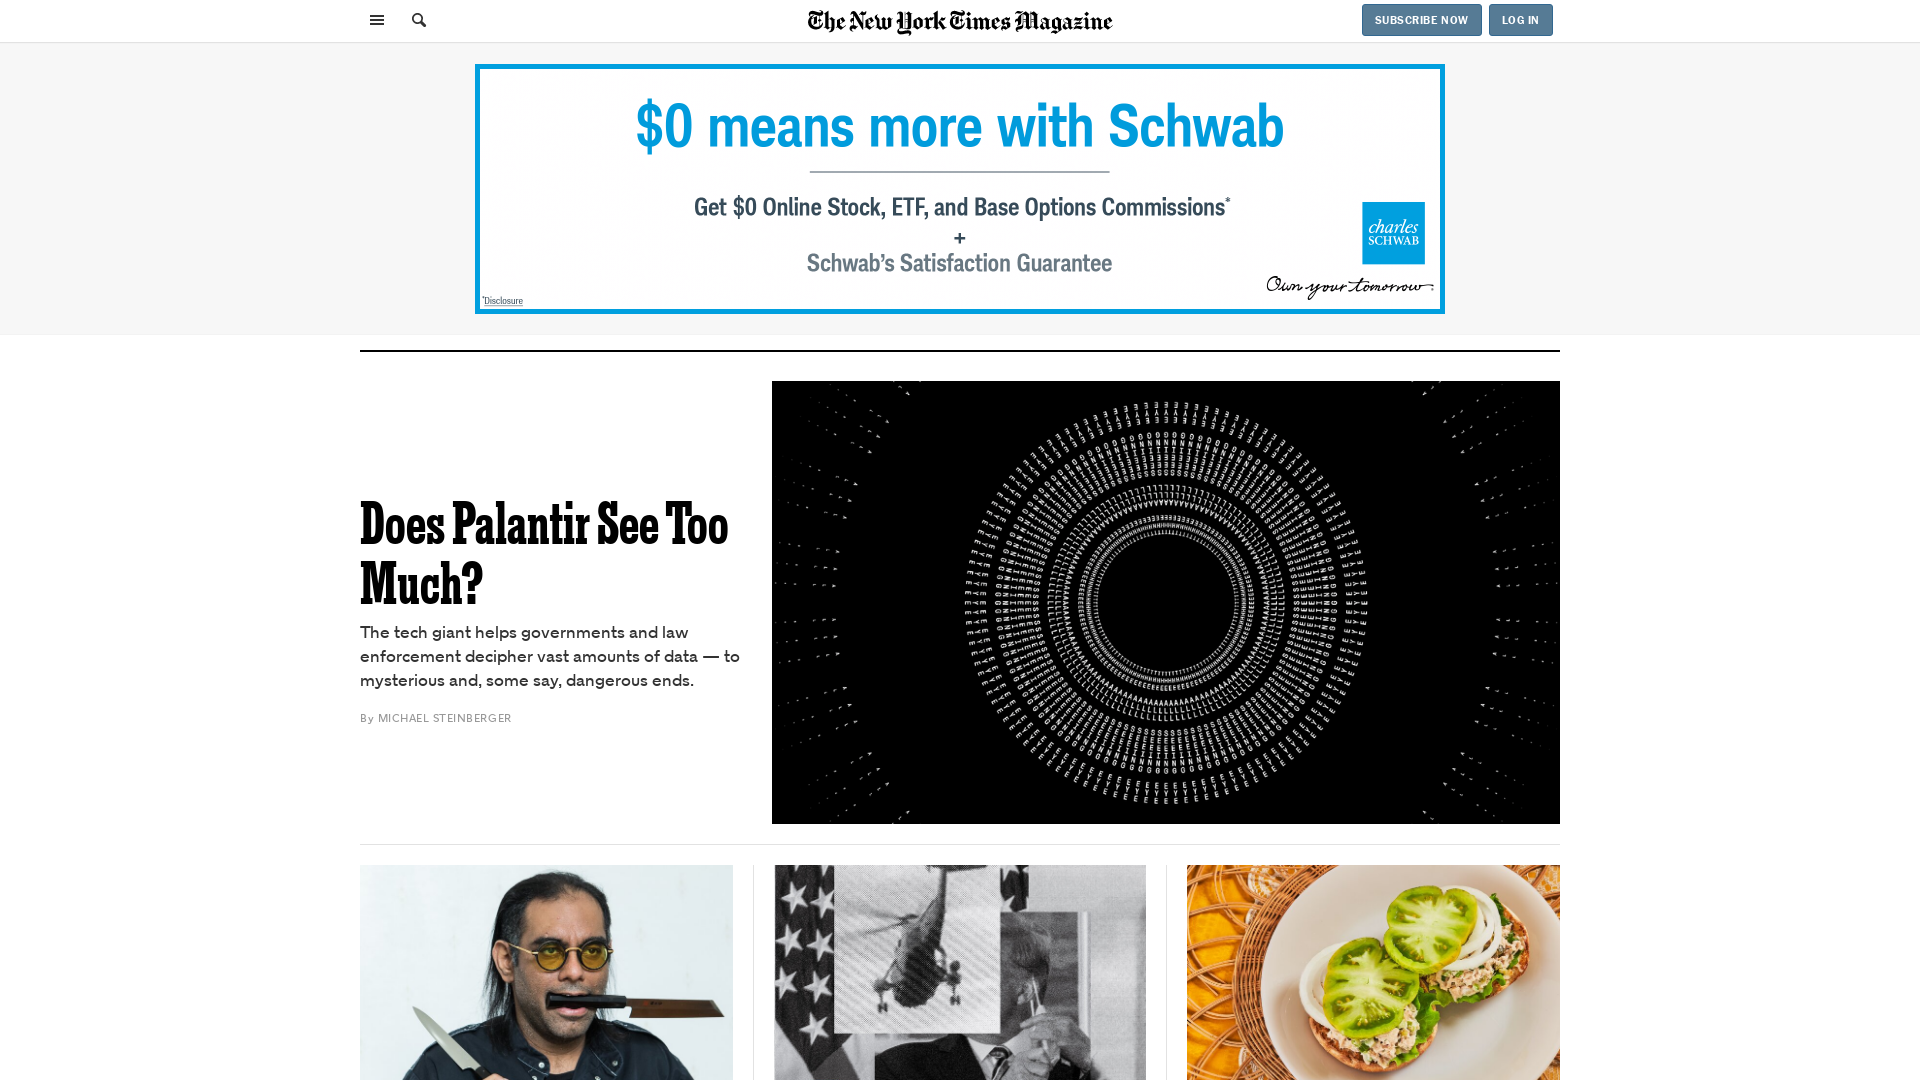 The New York Times Magazine
SUBSCRIBE NOW
LOG IN
$0 means more with Schwab
Get $0 Online Stock, ETF, and Base Options Commissions*
+
Schwab's Satisfaction Guarantee
charles
SCHWAB
Own your tomorrow.
*Disclosure
Does Palantir See Too
Much?
The tech giant helps governments and law
enforcement decipher vast amounts of data — to
mysterious and, some say, dangerous ends.
By MICHAEL STEINBERGER